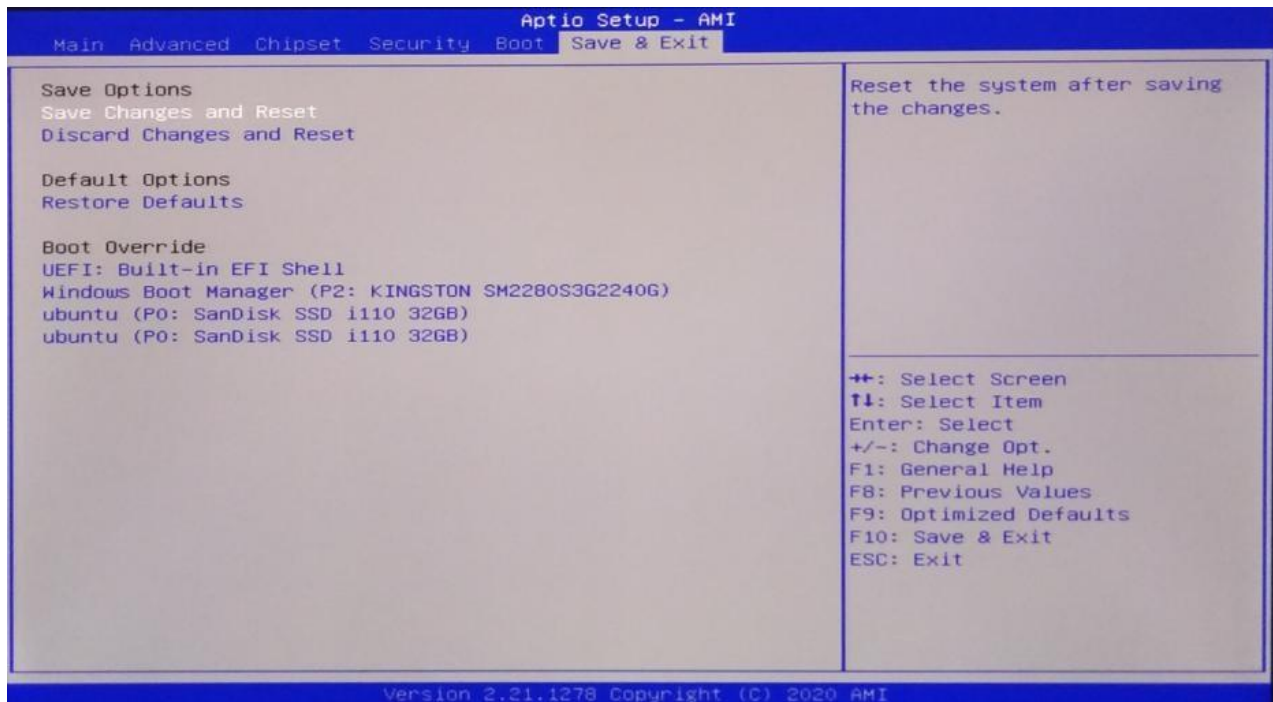 Aptio Setup - AMI
Main Advanced Chipset Security Boot Save & Exit
Save Options
Save Changes and Reset
Discard Changes and Reset
Default Options
Restore Defaults
Boot Override
UEFI: Built-in EFI Shell
Windows Boot Manager (P2: KINGSTON SM2280S3G2240G)
ubuntu (P0: SanDisk SSD i110 32GB)
ubuntu (P0: SanDisk SSD i110 32GB)
Reset the system after saving
the changes.
→←: Select Screen
↑↓: Select Item
Enter: Select
+/-: Change Opt.
F1: General Help
F8: Previous Values
F9: Optimized Defaults
F10: Save & Exit
ESC: Exit
Version 2.21.1278 Copyright (C) 2020 AMI